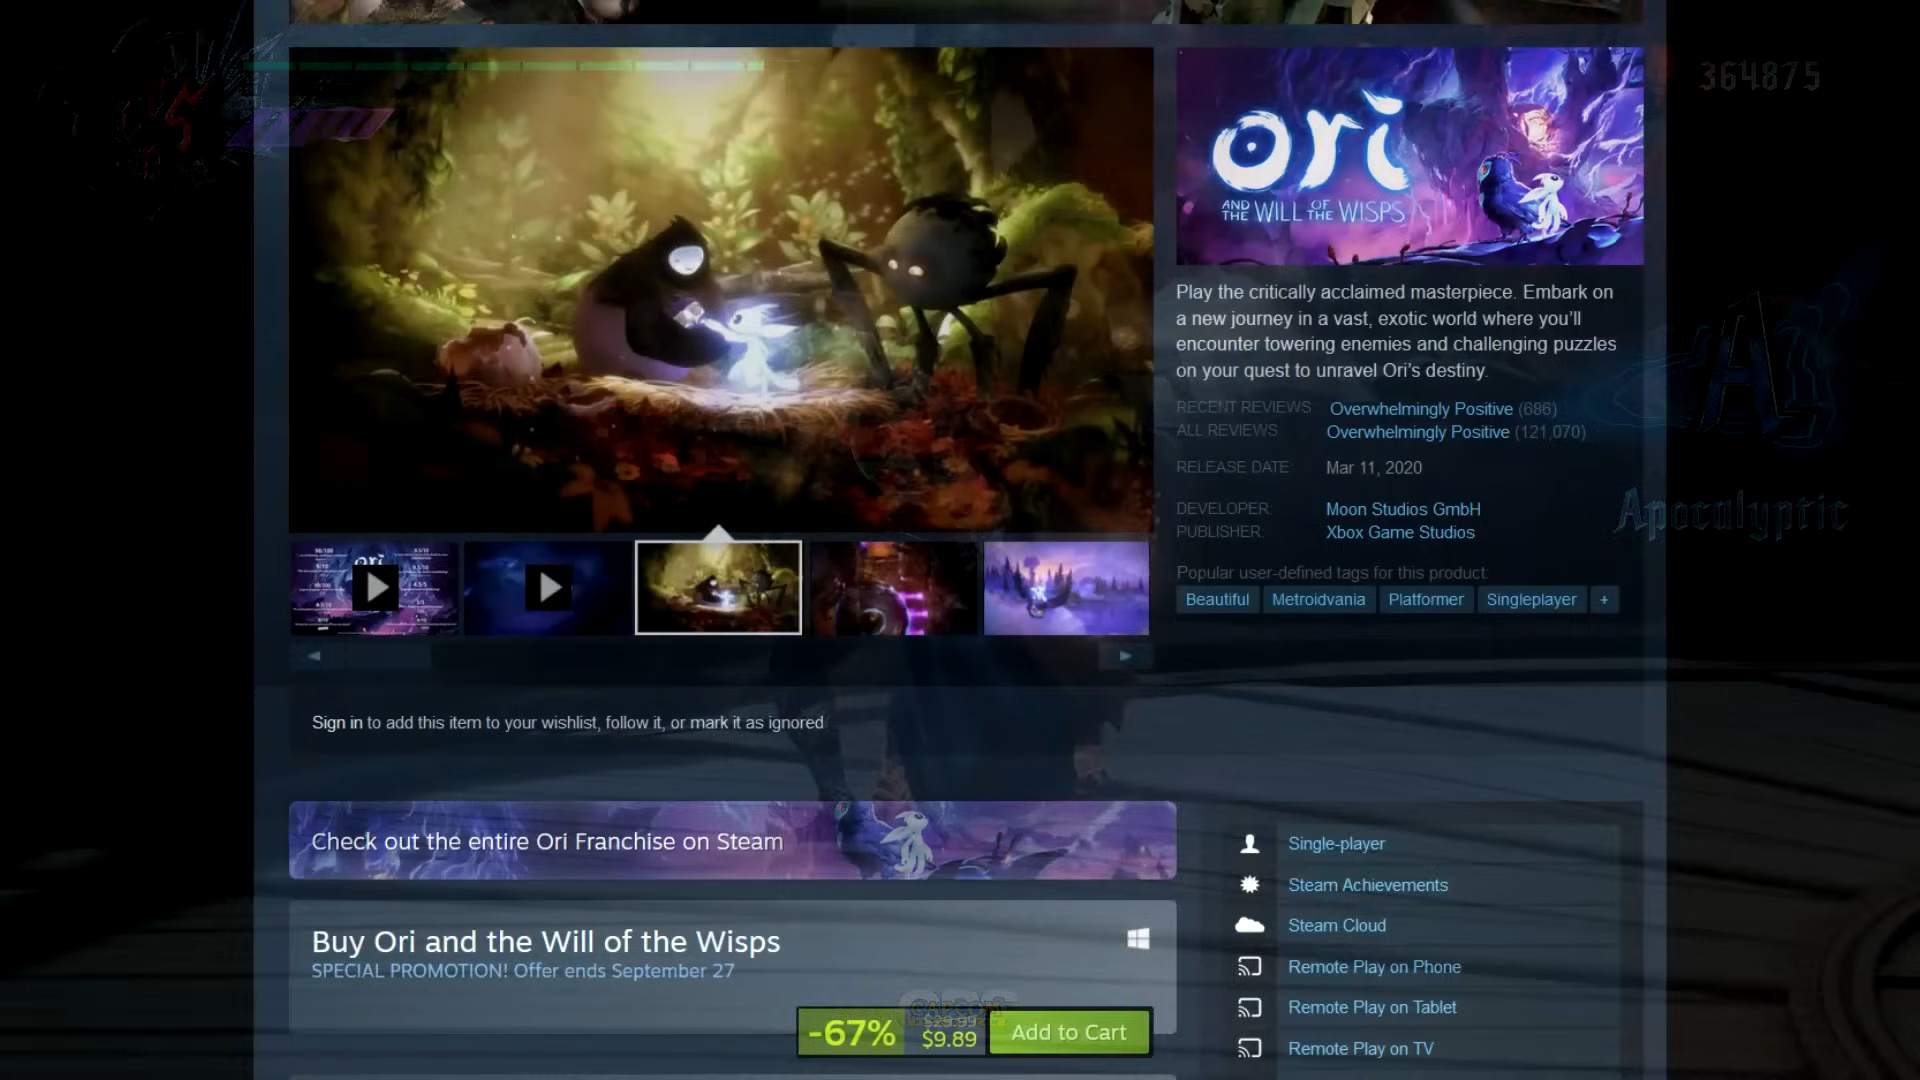 364875
ori
AND THE WILL OF THE WISPS
Play the critically acclaimed masterpiece. Embark on
a new journey in a vast, exotic world where you'll
encounter towering enemies and challenging puzzles
on your quest to unravel Ori's destiny.
RECENT REVIEWS Overwhelmingly Positive (686)
ALL REVIEWS Overwhelmingly Positive (121,070)
RELEASE DATE: Mar 11, 2020
Apocalyptic
DEVELOPER: Moon Studios GmbH
PUBLISHER: Xbox Game Studios
Popular user-defined tags for this product:
Beautiful Metroidvania Platformer Singleplayer +
ori
Sign in to add this item to your wishlist, follow it, or mark it as ignored
Check out the entire Ori Franchise on Steam
Buy Ori and the Will of the Wisps
SPECIAL PROMOTION! Offer ends September 27
CAPCOM
-67% $29.99 $9.89 Add to Cart
Single-player
Steam Achievements
Steam Cloud
Remote Play on Phone
Remote Play on Tablet
Remote Play on TV